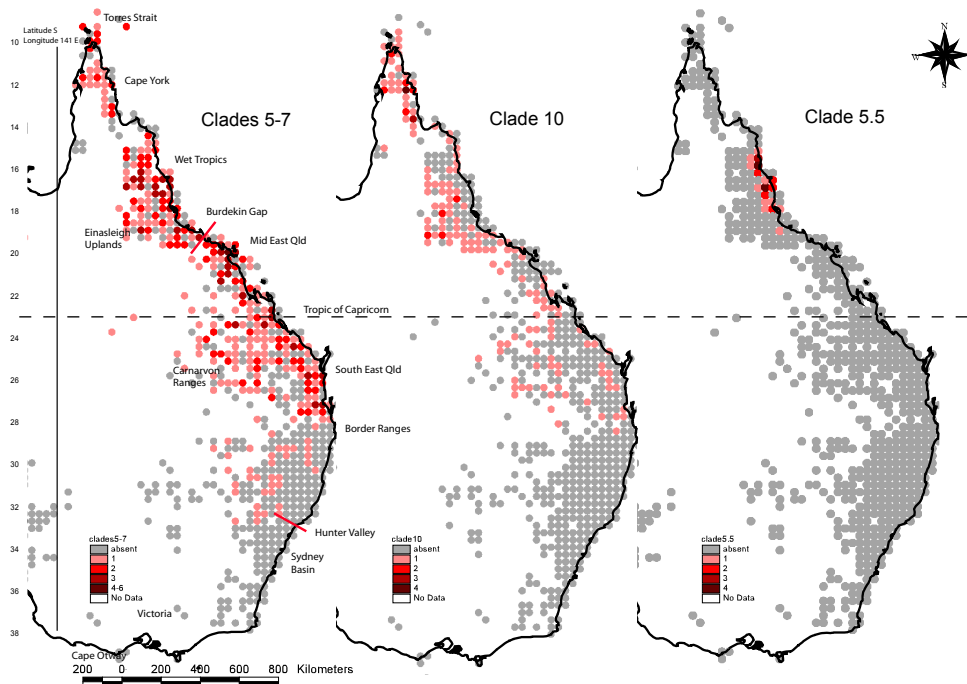 Torres Strait
Latitude S
Longitude 141 E
10
12
14
16
18
20
22
24
26
28
30
32
34
36
38
Cape York
Clades 5-7
Wet Tropics
Burdekin Gap
Einasleigh
Uplands
Mid East Qld
Tropic of Capricorn
Carnarvon
Ranges
South East Qld
Border Ranges
Hunter Valley
Sydney
Basin
Victoria
Cape Otway
clades5-7
absent
1
2
3
4-6
No Data
200 0 200 400 600 800 Kilometers
Clade 10
clade10
absent
1
2
3
4
No Data
Clade 5.5
clade5.5
absent
1
2
3
4
No Data
N
W E
S